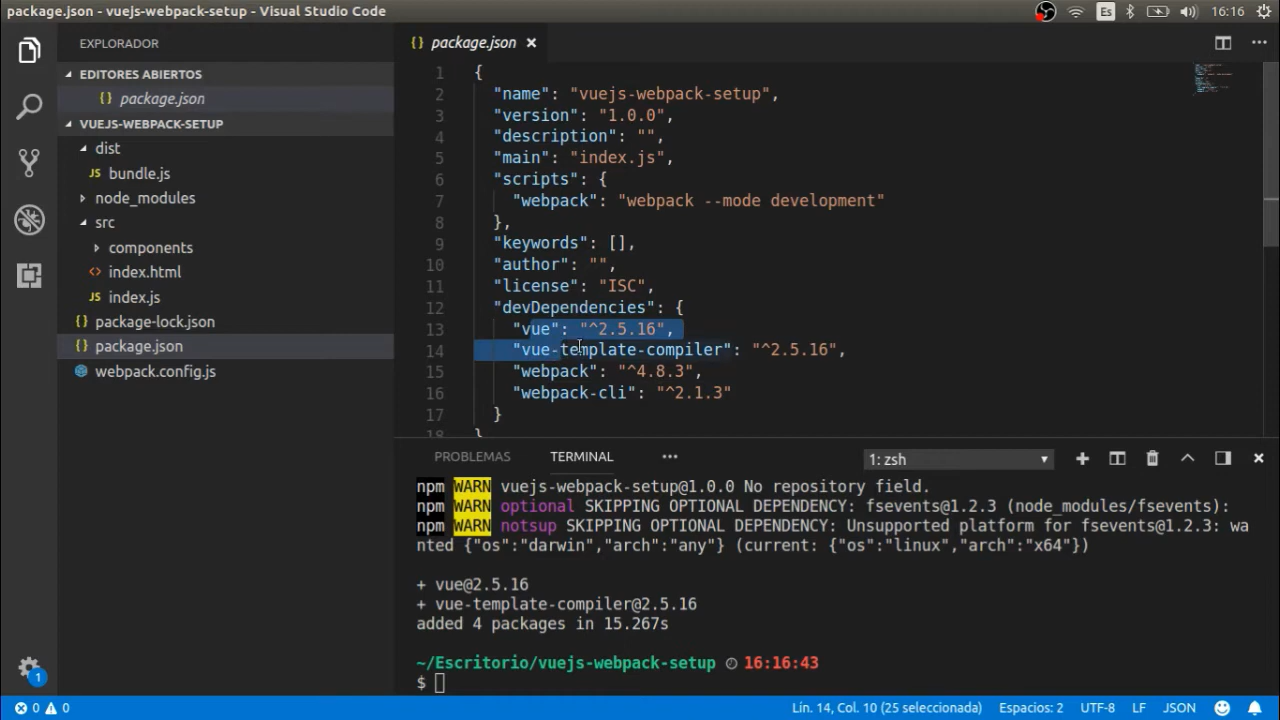 package.json - vuejs-webpack-setup - Visual Studio Code
Es
16:16
EXPLORADOR
EDITORES ABIERTOS
{} package.json
VUEJS-WEBPACK-SETUP
dist
JS bundle.js
node_modules
src
components
<> index.html
JS index.js
{} package-lock.json
{} package.json
webpack.config.js
1
{} package.json ×
1 {
2 "name": "vuejs-webpack-setup",
3 "version": "1.0.0",
4 "description": "",
5 "main": "index.js",
6 "scripts": {
7 "webpack": "webpack --mode development"
8 },
9 "keywords": [],
10 "author": "",
11 "license": "ISC",
12 "devDependencies": {
13 "vue": "^2.5.16",
14 "vue-template-compiler": "^2.5.16",
15 "webpack": "^4.8.3",
16 "webpack-cli": "^2.1.3"
17 }
18 }
PROBLEMAS TERMINAL ••• 1: zsh
npm WARN vuejs-webpack-setup@1.0.0 No repository field.
npm WARN optional SKIPPING OPTIONAL DEPENDENCY: fsevents@1.2.3 (node_modules/fsevents):
npm WARN notsup SKIPPING OPTIONAL DEPENDENCY: Unsupported platform for fsevents@1.2.3: wa
nted {"os":"darwin","arch":"any"} (current: {"os":"linux","arch":"x64"})
+ vue@2.5.16
+ vue-template-compiler@2.5.16
added 4 packages in 15.267s
~/Escritorio/vuejs-webpack-setup 16:16:43
$
0 0
Lín. 14, Col. 10 (25 seleccionada) Espacios: 2 UTF-8 LF JSON